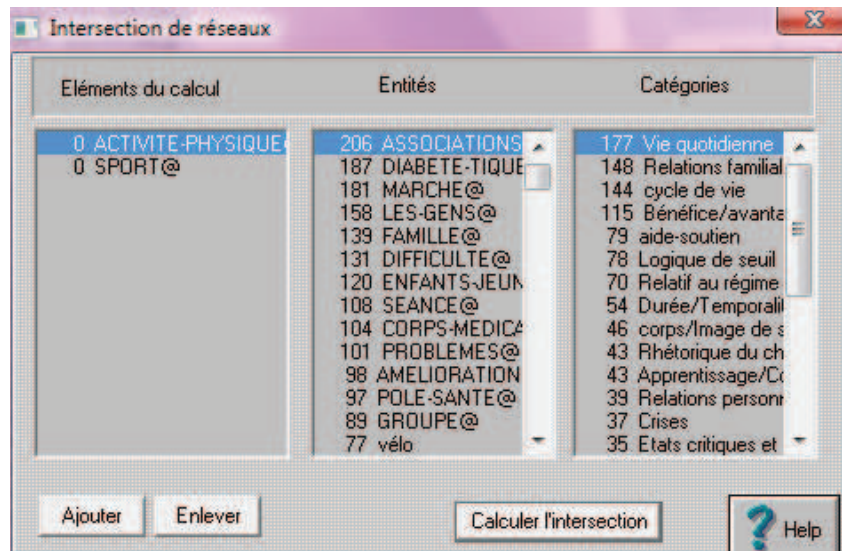 Intersection de réseaux
Eléments du calcul
Entités
Catégories
0 ACTIVITE-PHYSIQUE
0 SPORT@
206 ASSOCIATIONS
187 DIABETE-TIQUE
181 MARCHE@
158 LES-GENS@
139 FAMILLE@
131 DIFFICULTE@
120 ENFANTS-JEUN
108 SEANCE@
104 CORPS-MEDICA
101 PROBLEMES@
98 AMELIORATION
97 POLE-SANTE@
89 GROUPE@
77 vélo
177 Vie quotidienne
148 Relations familial
144 cycle de vie
115 Bénéfice/avanta
79 aide-soutien
78 Logique de seuil
70 Relatif au régime
54 Durée/Temporali
46 corps/Image de s
43 Rhétorique du ch
43 Apprentissage/Co
39 Relations personn
37 Crises
35 Etats critiques et
Ajouter
Enlever
Calculer l'intersection
Help